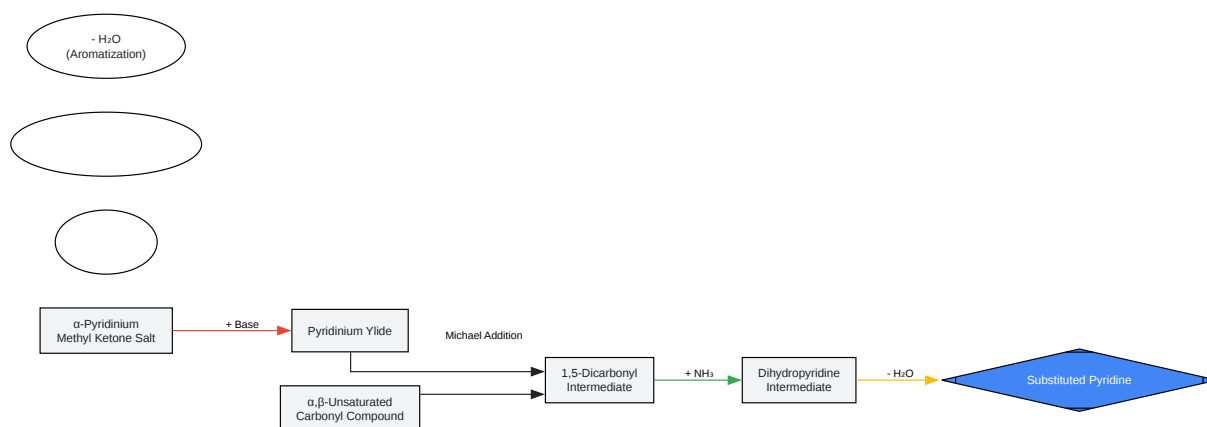 - H₂O
(Aromatization)
α-Pyridinium
Methyl Ketone Salt
+ Base
Pyridinium Ylide
Michael Addition
α,β-Unsaturated
Carbonyl Compound
1,5-Dicarbonyl
Intermediate
+ NH₃
Dihydropyridine
Intermediate
- H₂O
Substituted Pyridine